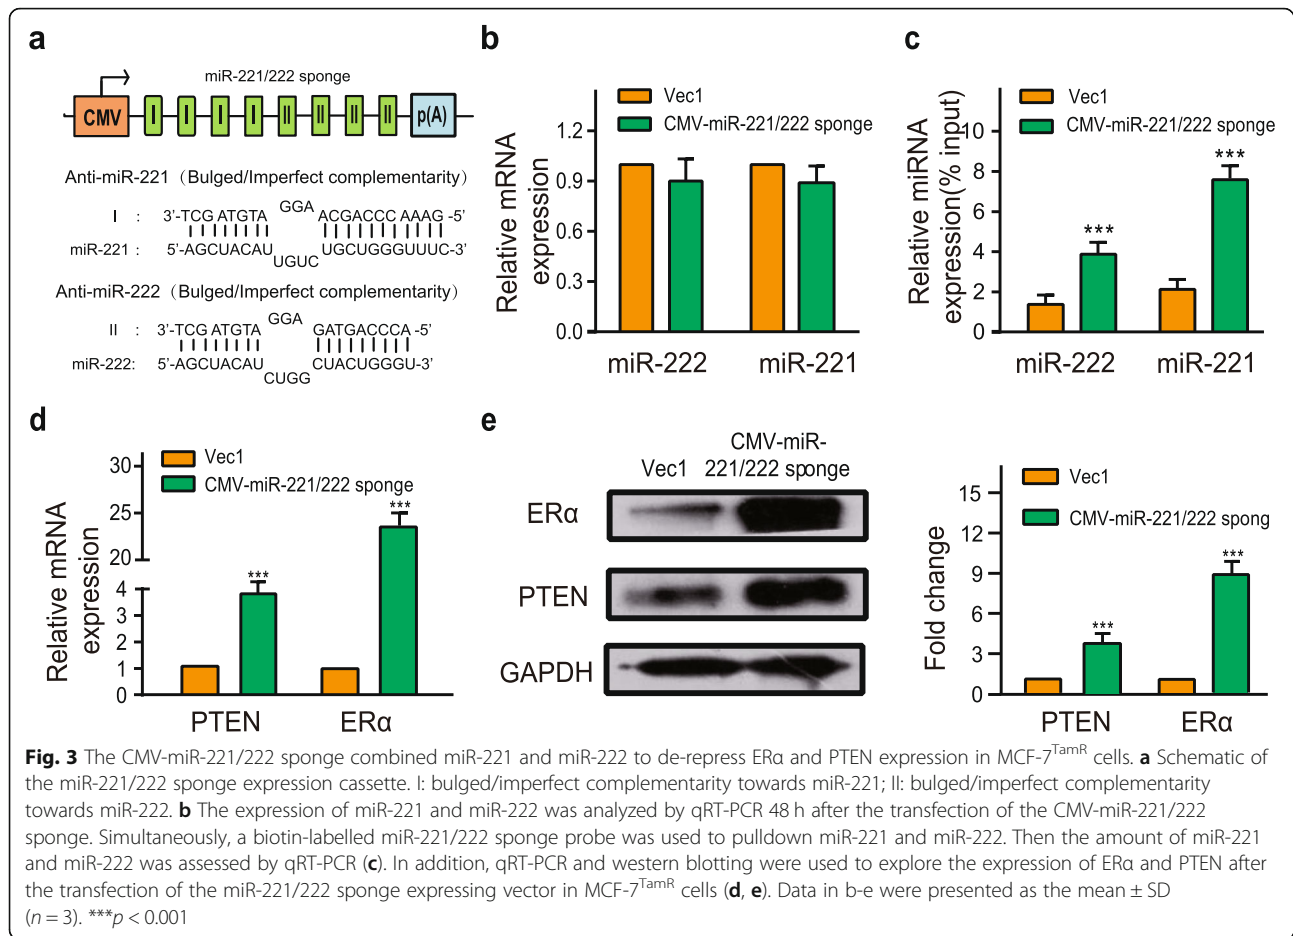 a
miR-221/222 sponge
CMV I I I I II II II II p(A)
Anti-miR-221（Bulged/Imperfect complementarity）
GGA
I : 3’-TCG ATGTA ACGACCC AAAG -5’
miR-221 : 5’-AGCUACAU UGCUGGGUUUC-3’
UGUC
Anti-miR-222（Bulged/Imperfect complementarity）
GGA
II : 3’-TCG ATGTA GATGACCCA -5’
miR-222: 5’-AGCUACAU CUACUGGGU-3’
CUGG
b
Vec1
CMV-miR-221/222 sponge
Relative mRNA
expression
1.2
0.9
0.6
0.3
0.0
miR-222 miR-221
c
Vec1
CMV-miR-221/222 sponge
Relative miRNA
expression(% input)
10
8
6
4
2
0
***
***
miR-222 miR-221
d
Vec1
CMV-miR-221/222 sponge
Relative mRNA
expression
30
25
20
4
3
2
1
0
***
***
PTEN ERα
e
CMV-miR-
Vec1 221/222 sponge
ERα
PTEN
GAPDH
Vec1
CMV-miR-221/222 spong
Fold change
15
12
9
6
3
0
***
***
PTEN ERα
Fig. 3 The CMV-miR-221/222 sponge combined miR-221 and miR-222 to de-repress ERα and PTEN expression in MCF-7TamR cells. a Schematic of
the miR-221/222 sponge expression cassette. I: bulged/imperfect complementarity towards miR-221; II: bulged/imperfect complementarity
towards miR-222. b The expression of miR-221 and miR-222 was analyzed by qRT-PCR 48 h after the transfection of the CMV-miR-221/222
sponge. Simultaneously, a biotin-labelled miR-221/222 sponge probe was used to pulldown miR-221 and miR-222. Then the amount of miR-221
and miR-222 was assessed by qRT-PCR (c). In addition, qRT-PCR and western blotting were used to explore the expression of ERα and PTEN after
the transfection of the miR-221/222 sponge expressing vector in MCF-7TamR cells (d, e). Data in b-e were presented as the mean ± SD
(n = 3). ***p < 0.001